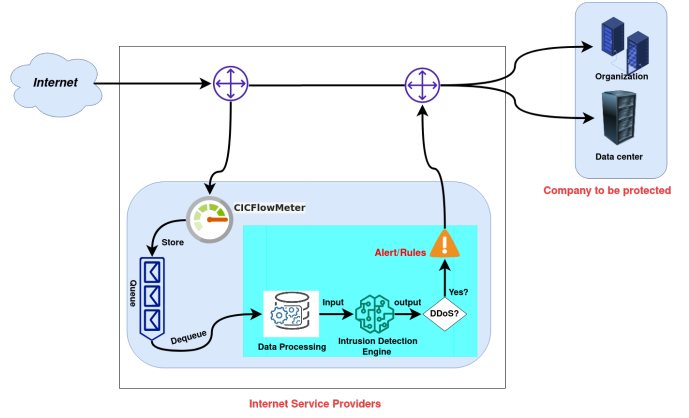 Internet
Organization
Data center
Company to be protected
CICFlowMeter
Store
Alert/Rules
Queue
Yes?
Input
output
DDoS?
Dequeue
Data Processing
Intrusion Detection
Engine
Internet Service Providers